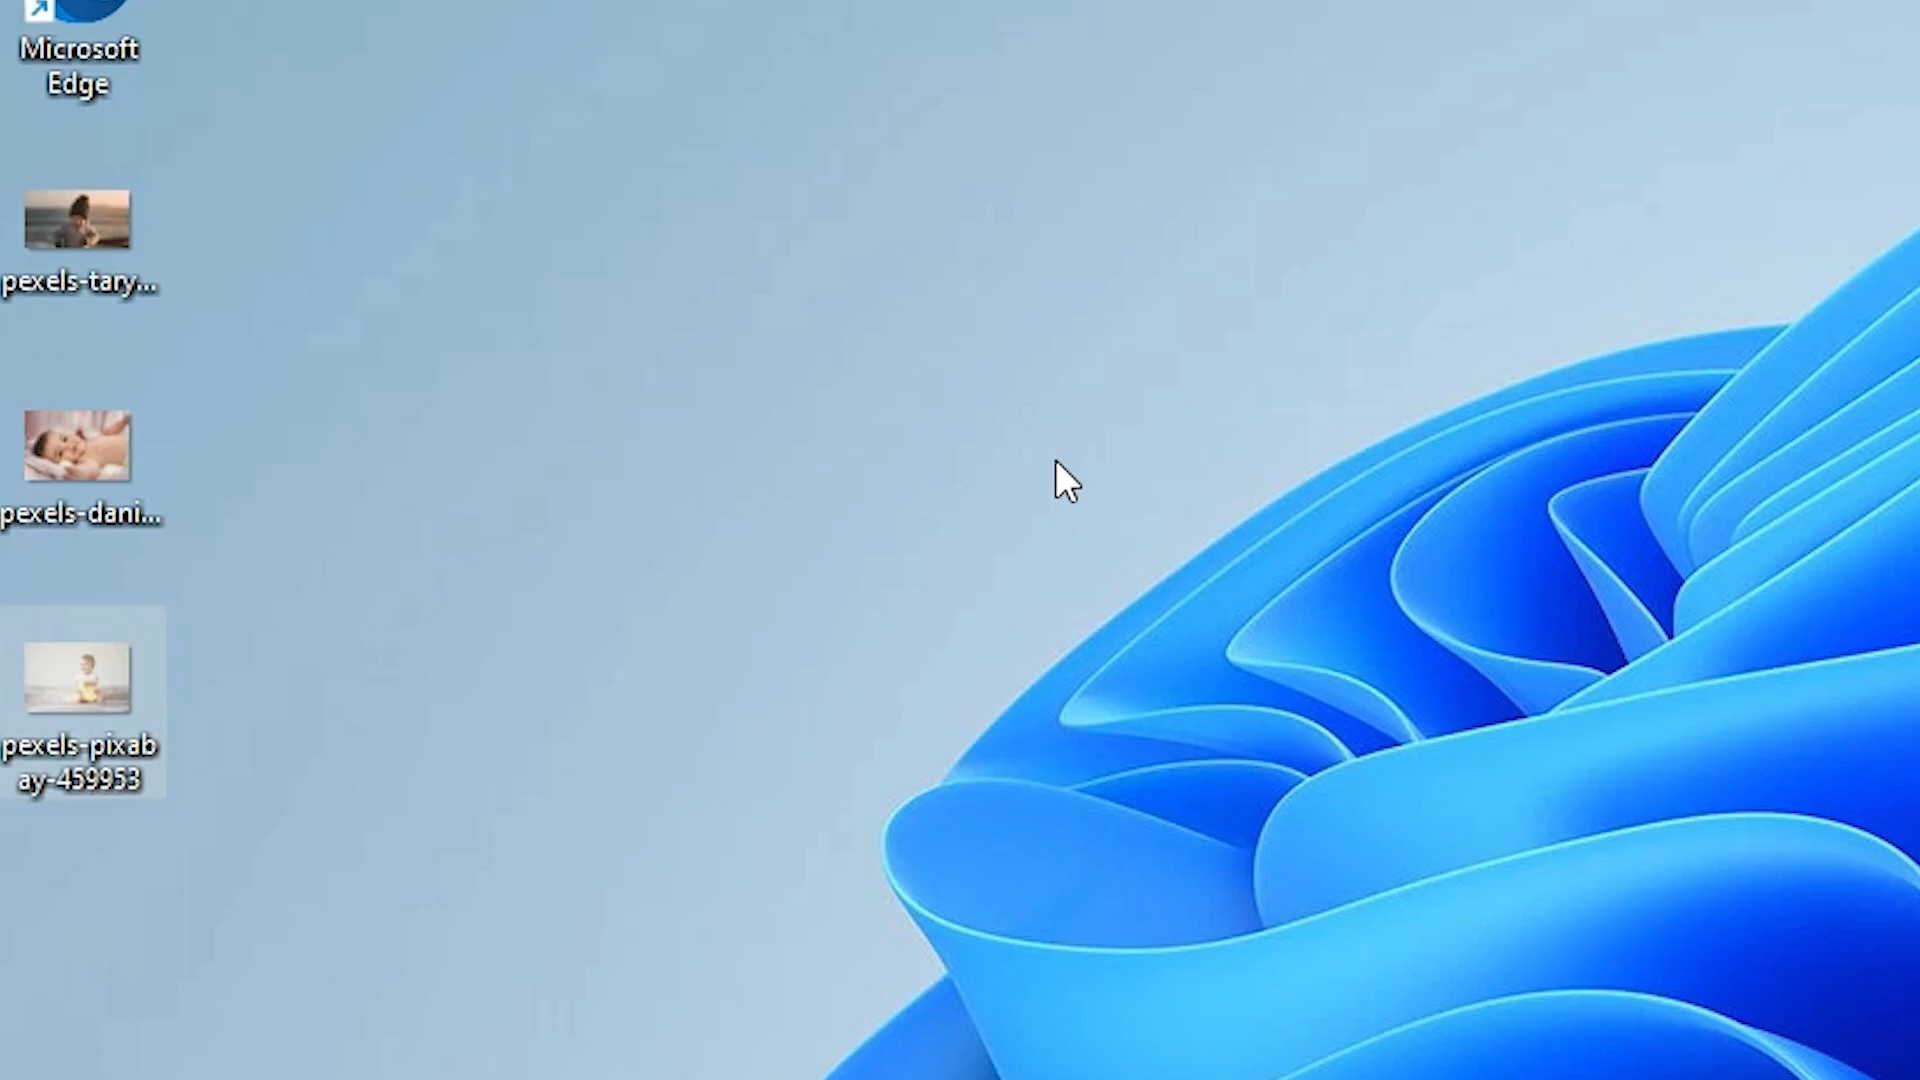 Microsoft
Edge
pexels-tary...
pexels-dani...
pexels-pixab
ay-459953